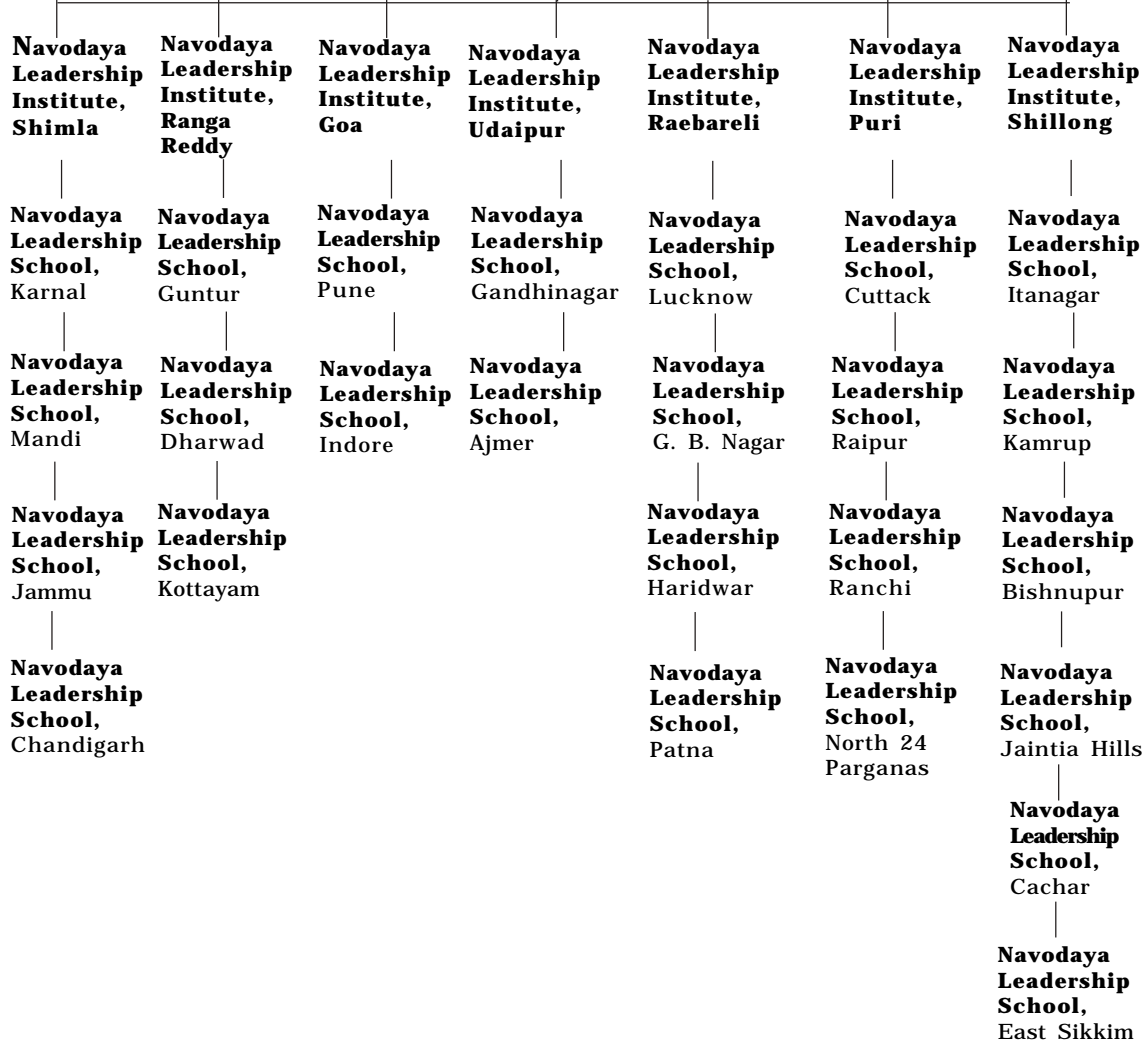 Navodaya
Leadership
Institute,
Shimla
Navodaya
Leadership
School,
Karnal
Navodaya
Leadership
School,
Mandi
Navodaya
Leadership
School,
Jammu
Navodaya
Leadership
School,
Chandigarh
Navodaya
Leadership
Institute,
Ranga
Reddy
Navodaya
Leadership
School,
Guntur
Navodaya
Leadership
School,
Dharwad
Navodaya
Leadership
School,
Kottayam
Navodaya
Leadership
Institute,
Goa
Navodaya
Leadership
School,
Pune
Navodaya
Leadership
School,
Indore
Navodaya
Leadership
Institute,
Udaipur
Navodaya
Leadership
School,
Gandhinagar
Navodaya
Leadership
School,
Ajmer
Navodaya
Leadership
Institute,
Raebareli
Navodaya
Leadership
School,
Lucknow
Navodaya
Leadership
School,
G. B. Nagar
Navodaya
Leadership
School,
Haridwar
Navodaya
Leadership
School,
Patna
Navodaya
Leadership
Institute,
Puri
Navodaya
Leadership
School,
Cuttack
Navodaya
Leadership
School,
Raipur
Navodaya
Leadership
School,
Ranchi
Navodaya
Leadership
School,
North 24
Parganas
Navodaya
Leadership
Institute,
Shillong
Navodaya
Leadership
School,
Itanagar
Navodaya
Leadership
School,
Kamrup
Navodaya
Leadership
School,
Bishnupur
Navodaya
Leadership
School,
Jaintia Hills
Navodaya
Leadership
School,
Cachar
Navodaya
Leadership
School,
East Sikkim